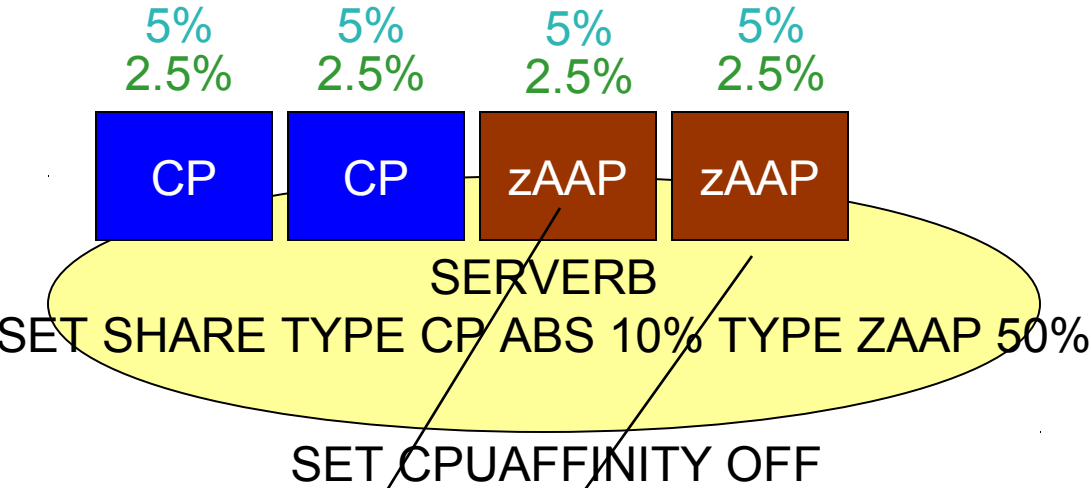 5% 5% 5% 5%
2.5% 2.5% 2.5% 2.5%
CP CP zAAP zAAP
SERVERB
SET SHARE TYPE CP ABS 10% TYPE ZAAP 50%
SET CPUAFFINITY OFF